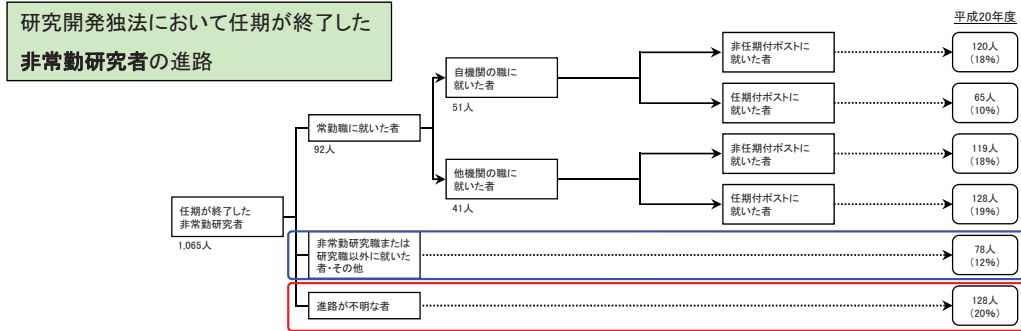 研究開発独法において任期が終了した
非常勤研究者の進路
平成20年度
任期が終了した
非常勤研究者
1,065人
常勤職に就いた者
92人
自機関の職に
就いた者
51人
非任期付ポストに
就いた者
120人
(18%)
任期付ポストに
就いた者
65人
(10%)
他機関の職に
就いた者
41人
非任期付ポストに
就いた者
119人
(18%)
任期付ポストに
就いた者
128人
(19%)
非常勤研究職または
研究職以外に就いた
者・その他
78人
(12%)
進路が不明な者
128人
(20%)